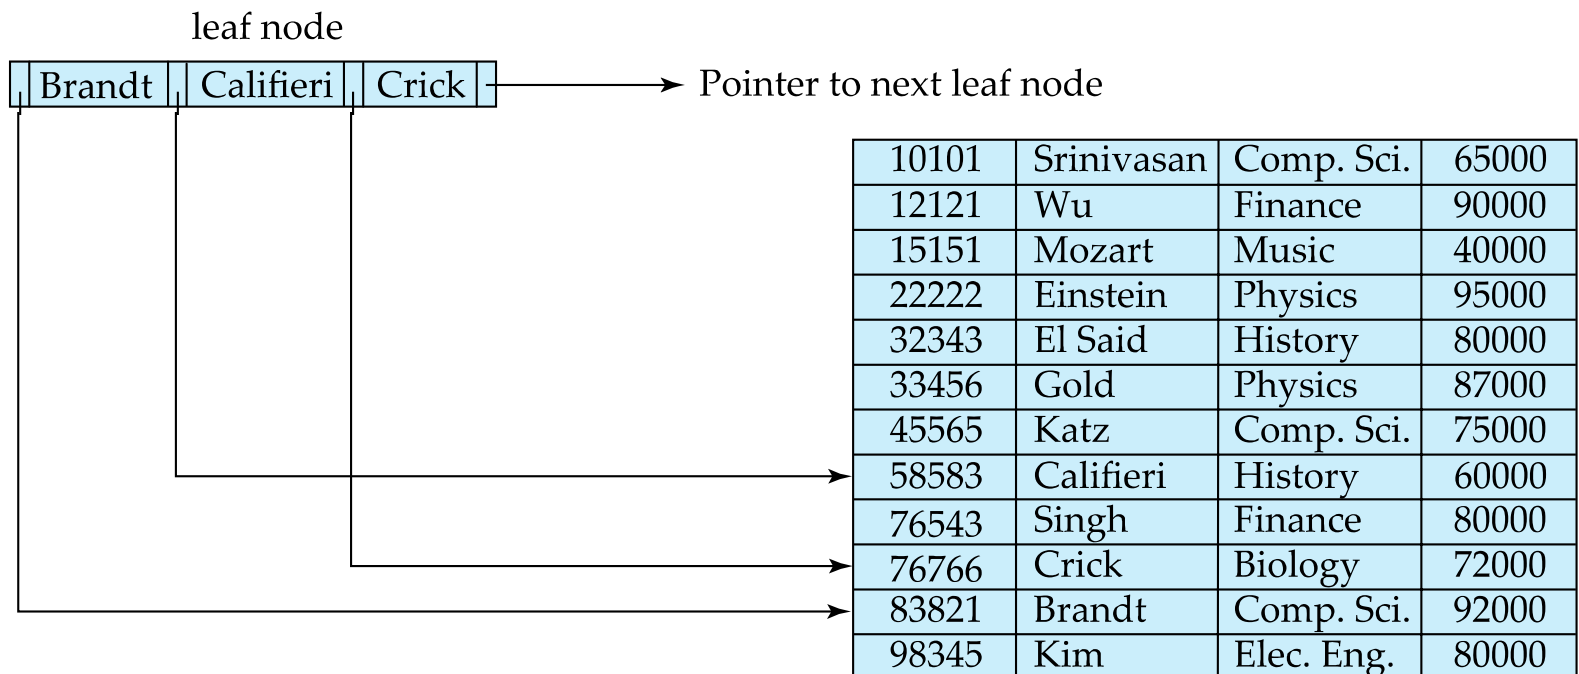 leaf node
Brandt Califieri Crick
Pointer to next leaf node
10101 Srinivasan Comp. Sci. 65000
12121 Wu Finance 90000
15151 Mozart Music 40000
22222 Einstein Physics 95000
32343 El Said History 80000
33456 Gold Physics 87000
45565 Katz Comp. Sci. 75000
58583 Califieri History 60000
76543 Singh Finance 80000
76766 Crick Biology 72000
83821 Brandt Comp. Sci. 92000
98345 Kim Elec. Eng. 80000